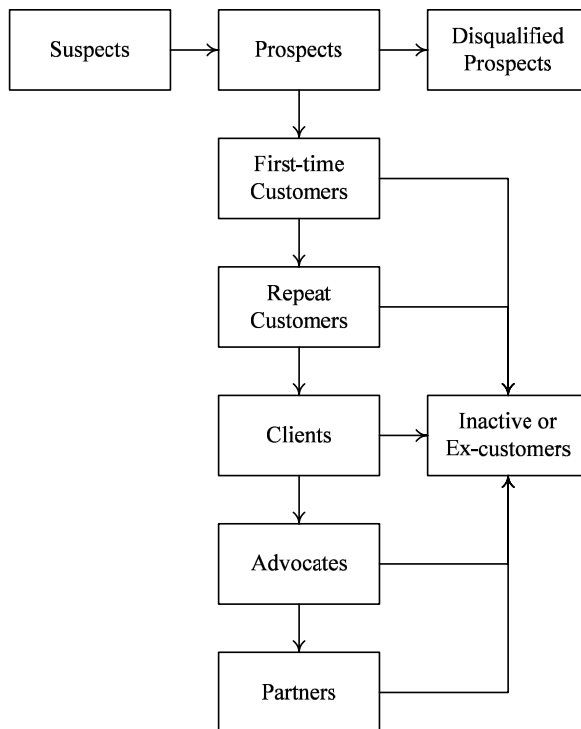 Suspects
Prospects
Disqualified
Prospects
First-time
Customers
Repeat
Customers
Clients
Inactive or
Ex-customers
Advocates
Partners